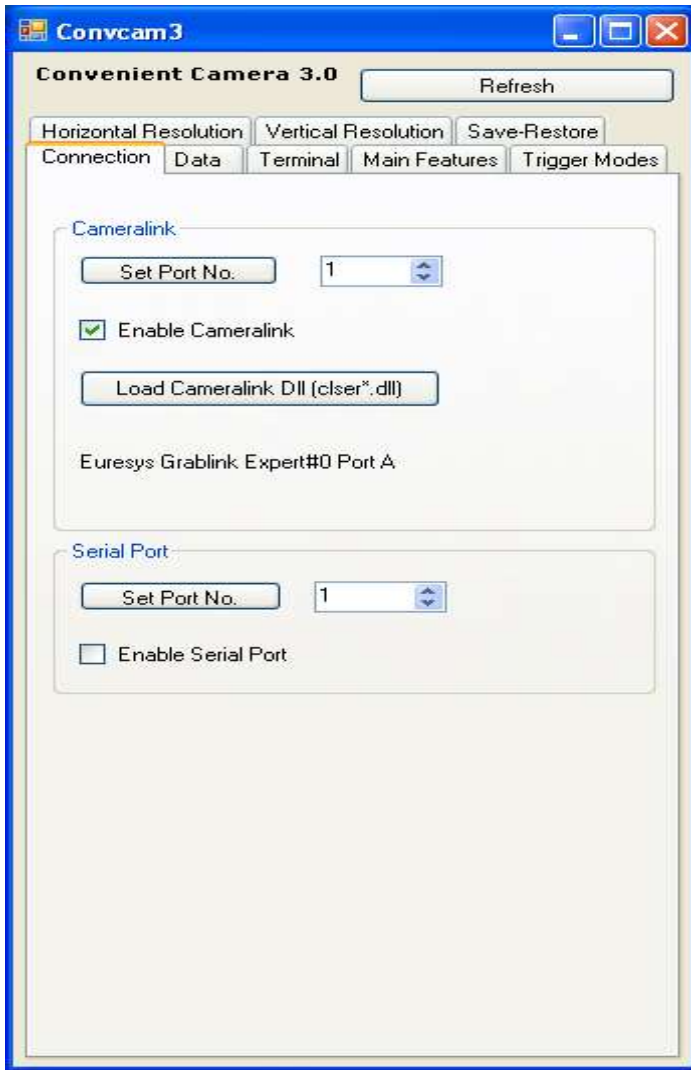 Convcam3
Convenient Camera 3.0
Refresh
Horizontal Resolution Vertical Resolution Save-Restore
Connection Data Terminal Main Features Trigger Modes
Cameralink
Set Port No. 1
Enable Cameralink
Load Cameralink Dll (clser*.dll)
Euresys Grablink Expert#0 Port A
Serial Port
Set Port No. 1
Enable Serial Port